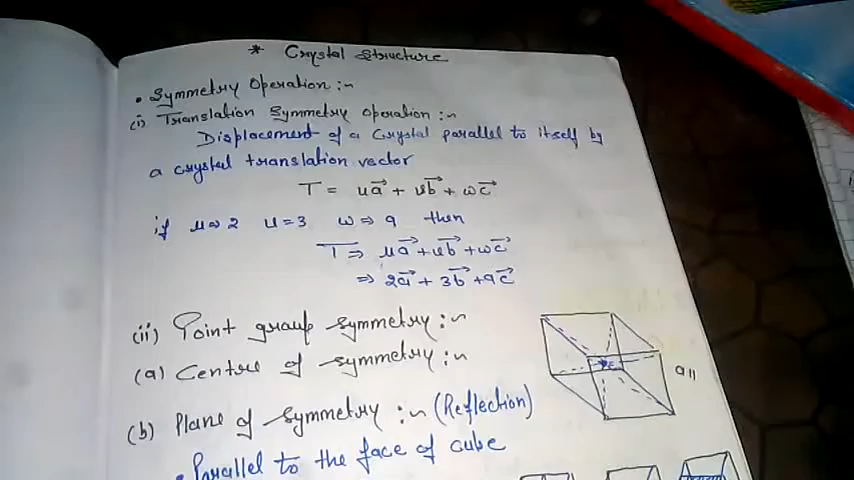 * Crystal Structure
• Symmetry Operation :~
(i) Translation Symmetry operation :~
Displacement of a Crystal parallel to itself by
a crystal translation vector
T = ua⃗ + vb⃗ + wc⃗
if u = 2 v = 3 w ⇒ 9 then
T ⇒ ua⃗ + vb⃗ + wc⃗
⇒ 2a⃗ + 3b⃗ + 9c⃗
(ii) Point group symmetry :~
(a) Centre of symmetry :~
(b) Plane of symmetry :~ (Reflection)
• Parallel to the face of cube